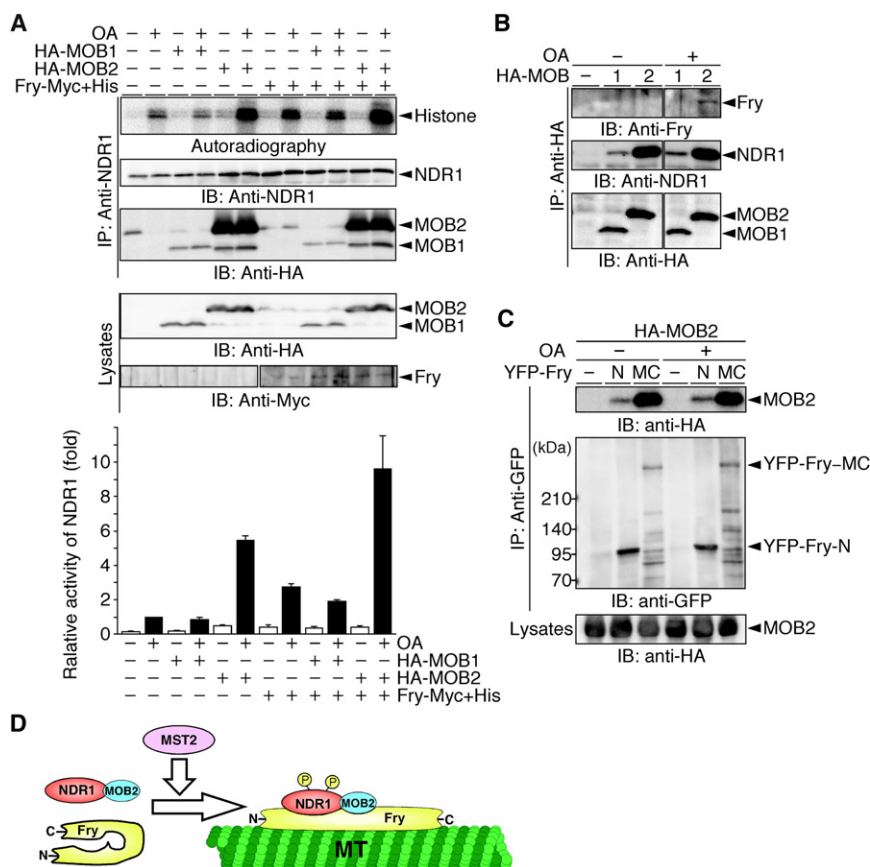 A
OA – + – + – + – + – + – +
HA-MOB1 – – + + – – – – + + – –
HA-MOB2 – – – – + + – – – – + +
Fry-Myc+His – – – – – – + + + + + +
IP: Anti-NDR1
Histone
Autoradiography
NDR1
IB: Anti-NDR1
MOB2
MOB1
IB: Anti-HA
Lysates
MOB2
MOB1
IB: Anti-HA
Fry
IB: Anti-Myc
Ralative activity of NDR1 (fold)
10
8
6
4
2
1
0
– + – + – + – + – + – + OA
– – + + – – – – + + – – HA-MOB1
– – – – + + – – – – + + HA-MOB2
– – – – – – + + + + + + Fry-Myc+His
B
OA – +
HA-MOB – 1 2 1 2
IP: Anti-HA
Fry
IB: Anti-Fry
NDR1
IB: Anti-NDR1
MOB2
MOB1
IB: Anti-HA
C
HA-MOB2
OA – +
YFP-Fry – N MC – N MC
IP: Anti-GFP
MOB2
IB: anti-HA
(kDa)
YFP-Fry–MC
210
140
95
YFP-Fry-N
70
IB: anti-GFP
Lysates
MOB2
IB: anti-HA
D
MST2
NDR1 MOB2
C Fry
N
P P
NDR1 MOB2
N Fry C
MT